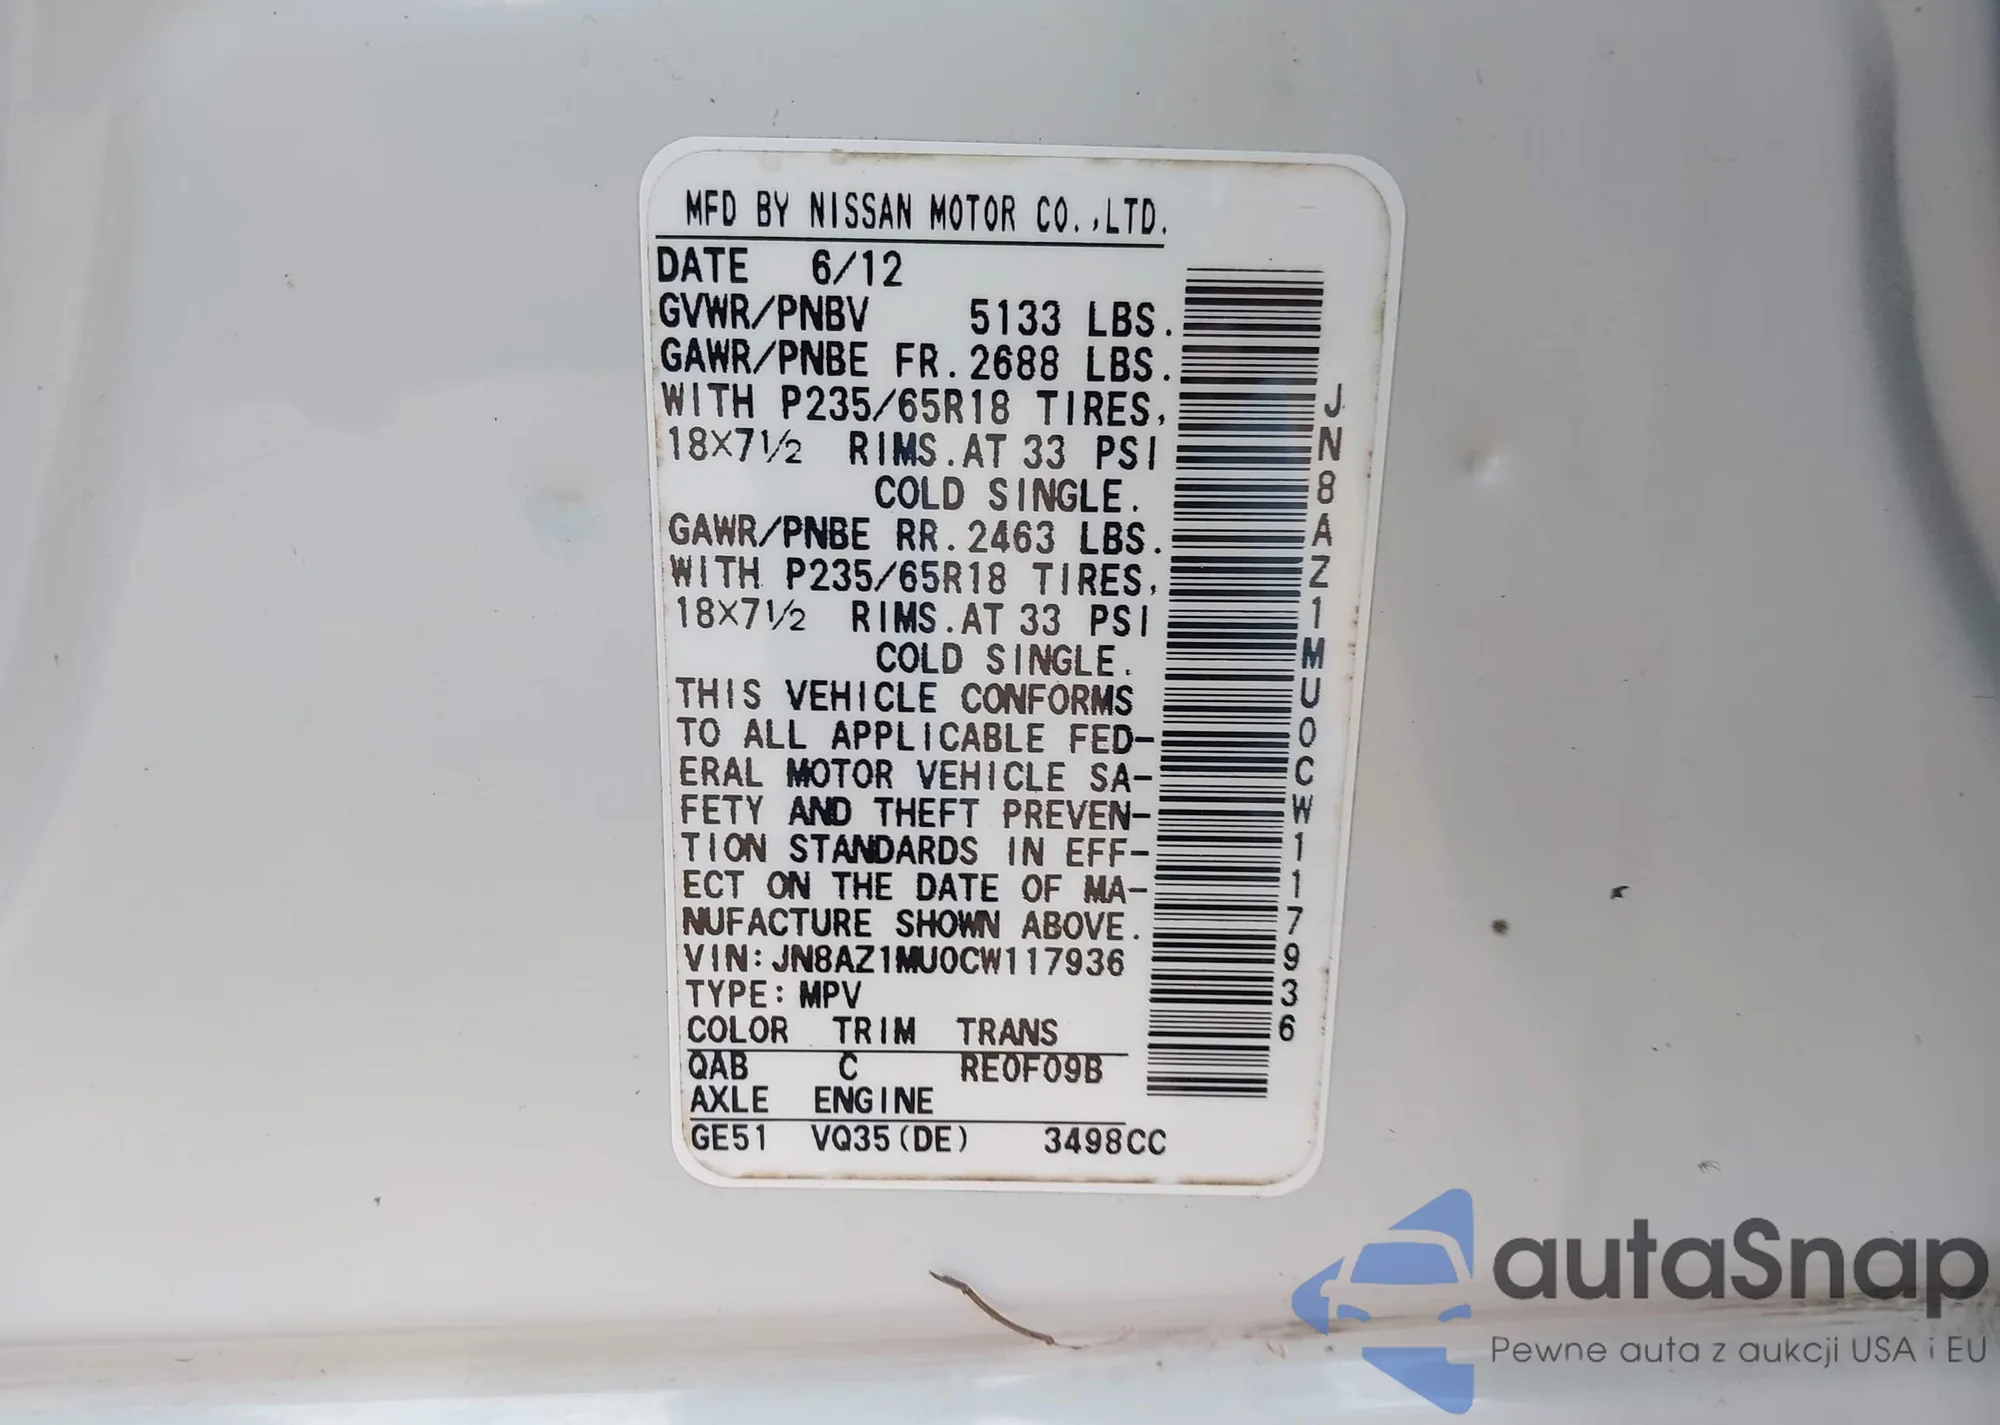 MFD BY NISSAN MOTOR CO.,LTD.
DATE 6/12
GVWR/PNBV 5133 LBS.
GAWR/PNBE FR.2688 LBS.
WITH P235/65R18 TIRES,
18X7½ RIMS.AT 33 PSI
COLD SINGLE.
GAWR/PNBE RR.2463 LBS.
WITH P235/65R18 TIRES,
18X7½ RIMS.AT 33 PSI
COLD SINGLE.
THIS VEHICLE CONFORMS
TO ALL APPLICABLE FED-
ERAL MOTOR VEHICLE SA-
FETY AND THEFT PREVEN-
TION STANDARDS IN EFF-
ECT ON THE DATE OF MA-
NUFACTURE SHOWN ABOVE.
VIN:JN8AZ1MU0CW117936
TYPE:MPV
COLOR TRIM TRANS
QAB C RE0F09B
AXLE ENGINE
GE51 VQ35(DE) 3498CC
JN8AZ1MU0CW117936
autaSnap
Pewne auta z aukcji USA i EU